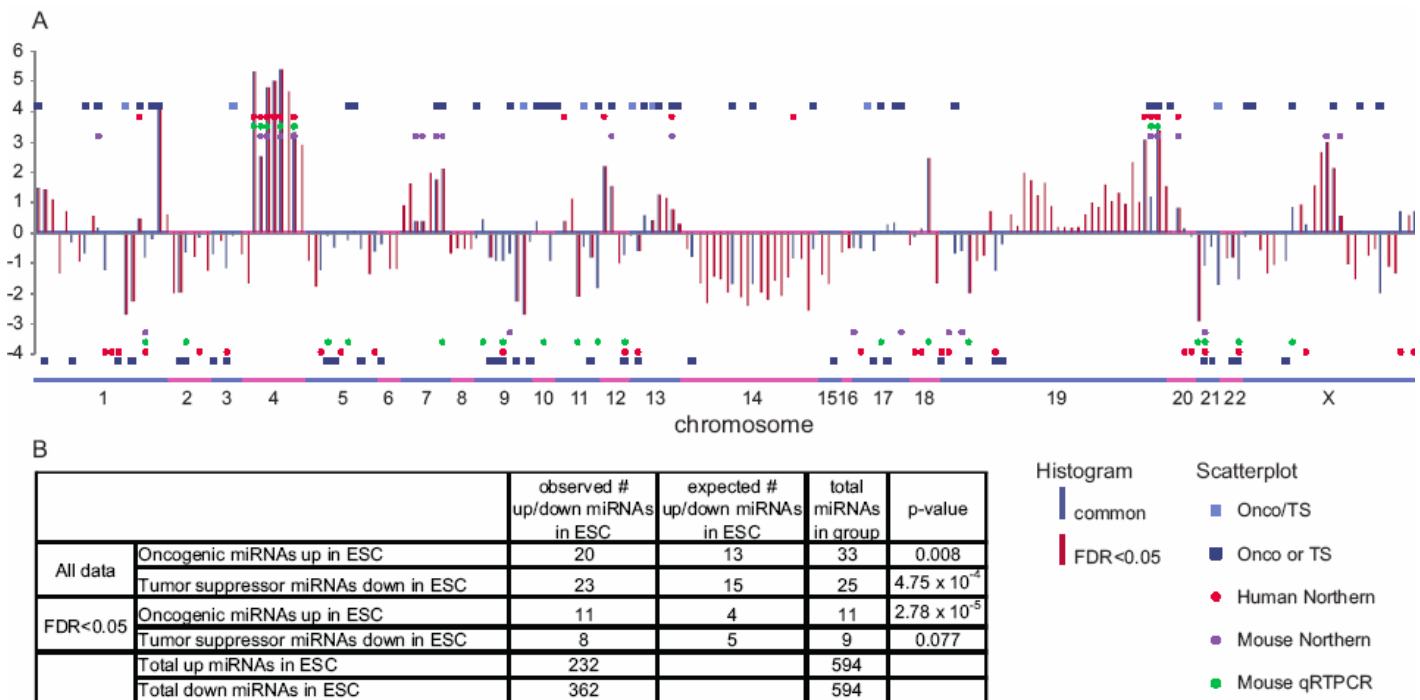 A
6
5
4
3
2
1
0
-1
-2
-3
-4
1 2 3 4 5 6 7 8 9 10 11 12 13 14 15 16 17 18 19 20 21 22 X
chromosome
B
observed # up/down miRNAs in ESC expected # up/down miRNAs in ESC total miRNAs in group p-value
All data
Oncogenic miRNAs up in ESC 20 13 33 0.008
Tumor suppressor miRNAs down in ESC 23 15 25 4.75 x 10⁻⁴
FDR<0.05
Oncogenic miRNAs up in ESC 11 4 11 2.78 x 10⁻⁵
Tumor suppressor miRNAs down in ESC 8 5 9 0.077
Total up miRNAs in ESC 232 594
Total down miRNAs in ESC 362 594
Histogram
common
FDR<0.05
Scatterplot
Onco/TS
Onco or TS
Human Northern
Mouse Northern
Mouse qRTPCR